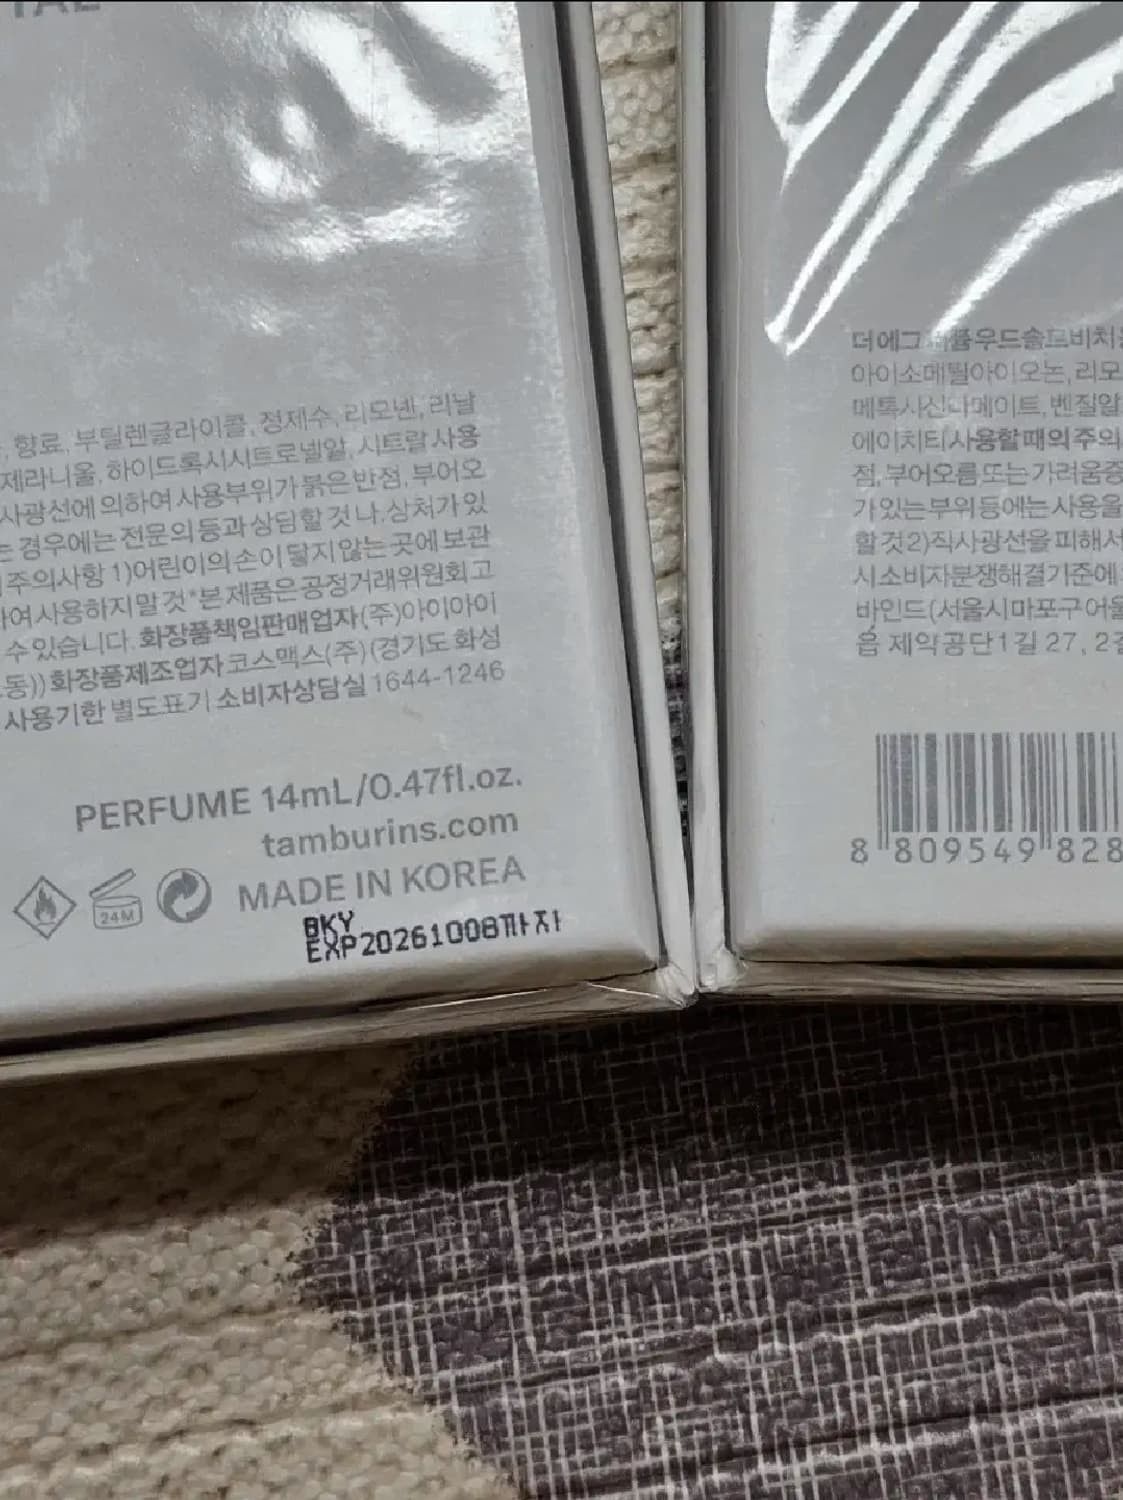 , 향료, 부틸렌글라이콜, 정제수, 리모넨, 리날
제라니올, 하이드록시시트로넬알, 시트랄 사용
사광선에 의하여 사용부위가 붉은 반점, 부어오
는 경우에는 전문의 등과 상담할 것 나. 상처가 있
주의사항 1)어린이의 손이 닿지 않는 곳에 보관
하여 사용하지 말 것 *본 제품은 공정거래위원회 고
수 있습니다. 화장품책임판매업자 (주)아이아이
동)) 화장품제조업자 코스맥스(주) (경기도 화성
사용기한 별도표기 소비자상담실 1644-1246
PERFUME 14mL/0.47fl.oz.
tamburins.com
24M
MADE IN KOREA
8KY
EXP20261008까지
더에그퍼퓸우드솔트비치
아이소메틸아이오논, 리모
메톡시신나메이트, 벤질알
에이치티 사용할 때의 주의
점, 부어오름 또는 가려움증
가 있는 부위 등에는 사용을
할 것 2)직사광선을 피해서
시 소비자분쟁해결기준에
바인드(서울시 마포구 어울
읍 제약공단1길 27, 2
8 809549 828